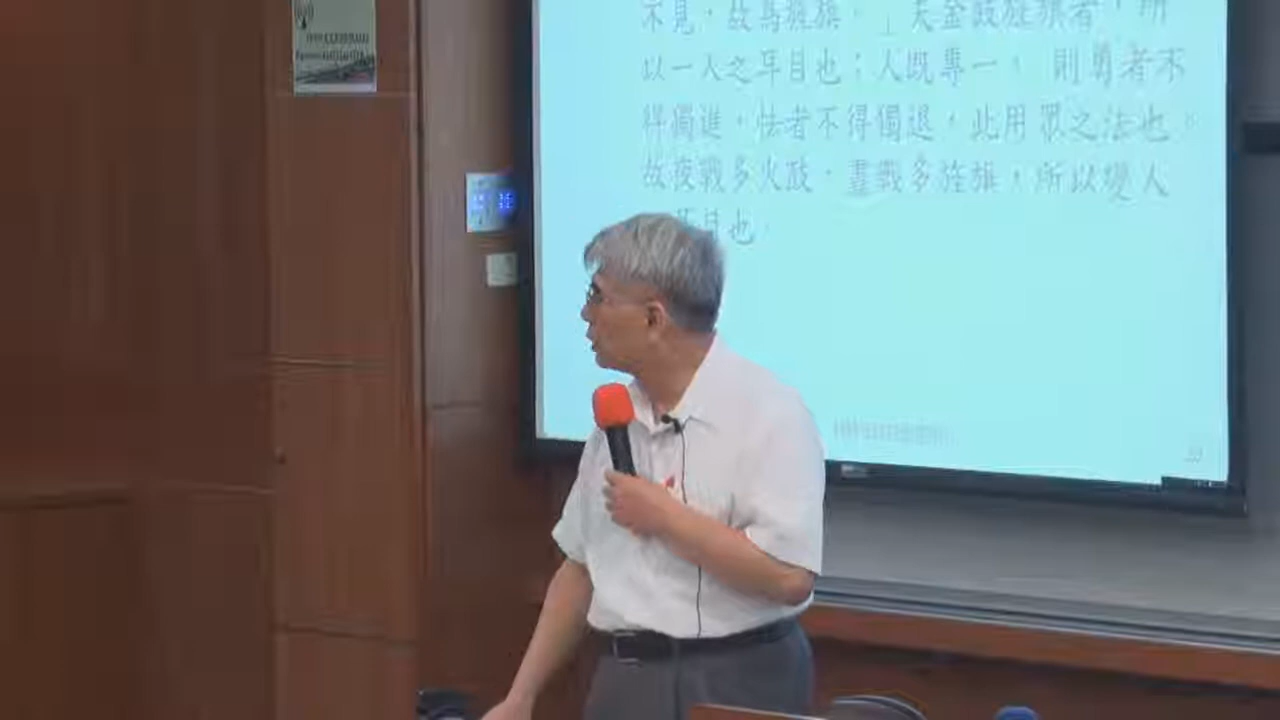 不見，故為旌旗。」夫金鼓旌旗者，所
以一人之耳目也；人既專一，則勇者不
得獨進，怯者不得獨退，此用眾之法也。
故夜戰多火鼓，晝戰多旌旗，所以變人
耳目也